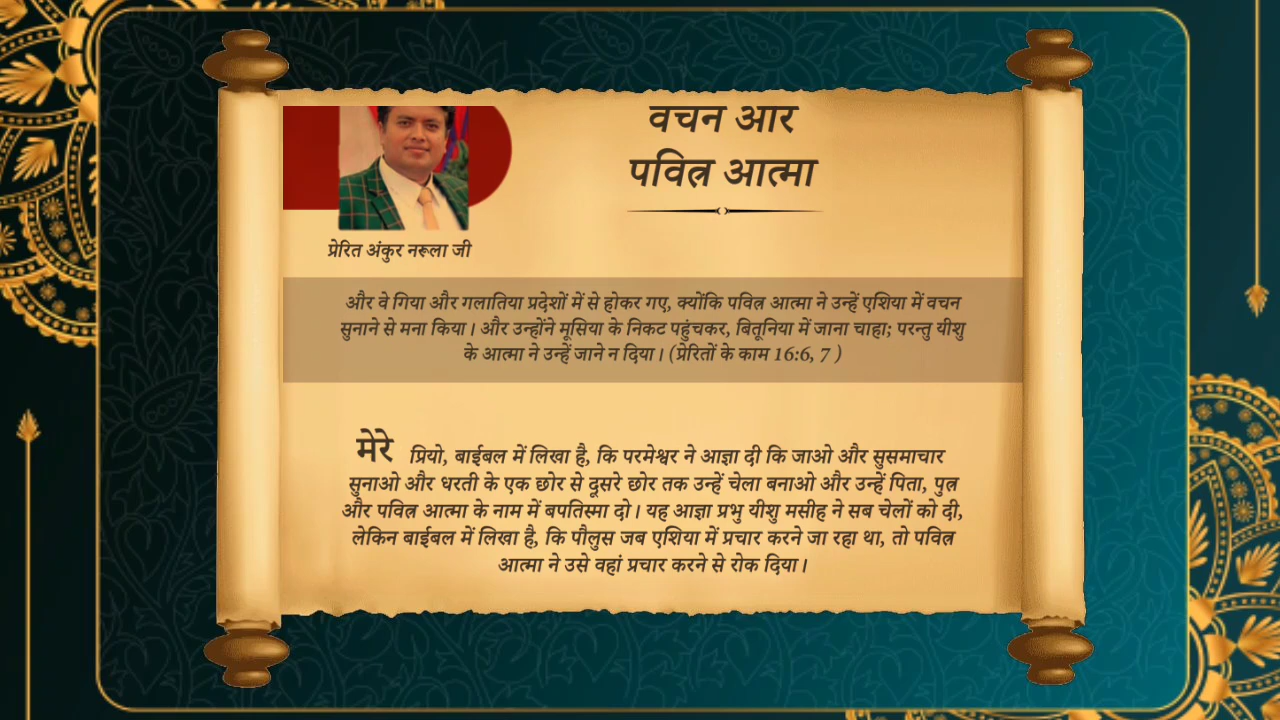 वचन आर
पवित्र आत्मा
प्रेरित अंकुर नरूला जी
और वे गिया और गलातिया प्रदेशों में से होकर गए, क्योंकि पवित्र आत्मा ने उन्हें एशिया में वचन
सुनाने से मना किया। और उन्होंने मूसिया के निकट पहुंचकर, बितूनिया में जाना चाहा; परन्तु यीशु
के आत्मा ने उन्हें जाने न दिया। (प्रेरितों के काम 16:6, 7 )
मेरे प्रियो, बाईबल में लिखा है, कि परमेश्वर ने आज्ञा दी कि जाओ और सुसमाचार
सुनाओ और धरती के एक छोर से दूसरे छोर तक उन्हें चेला बनाओ और उन्हें पिता, पुत्र
और पवित्र आत्मा के नाम में बपतिस्मा दो। यह आज्ञा प्रभु यीशु मसीह ने सब चेलों को दी,
लेकिन बाईबल में लिखा है, कि पौलुस जब एशिया में प्रचार करने जा रहा था, तो पवित्र
आत्मा ने उसे वहां प्रचार करने से रोक दिया।